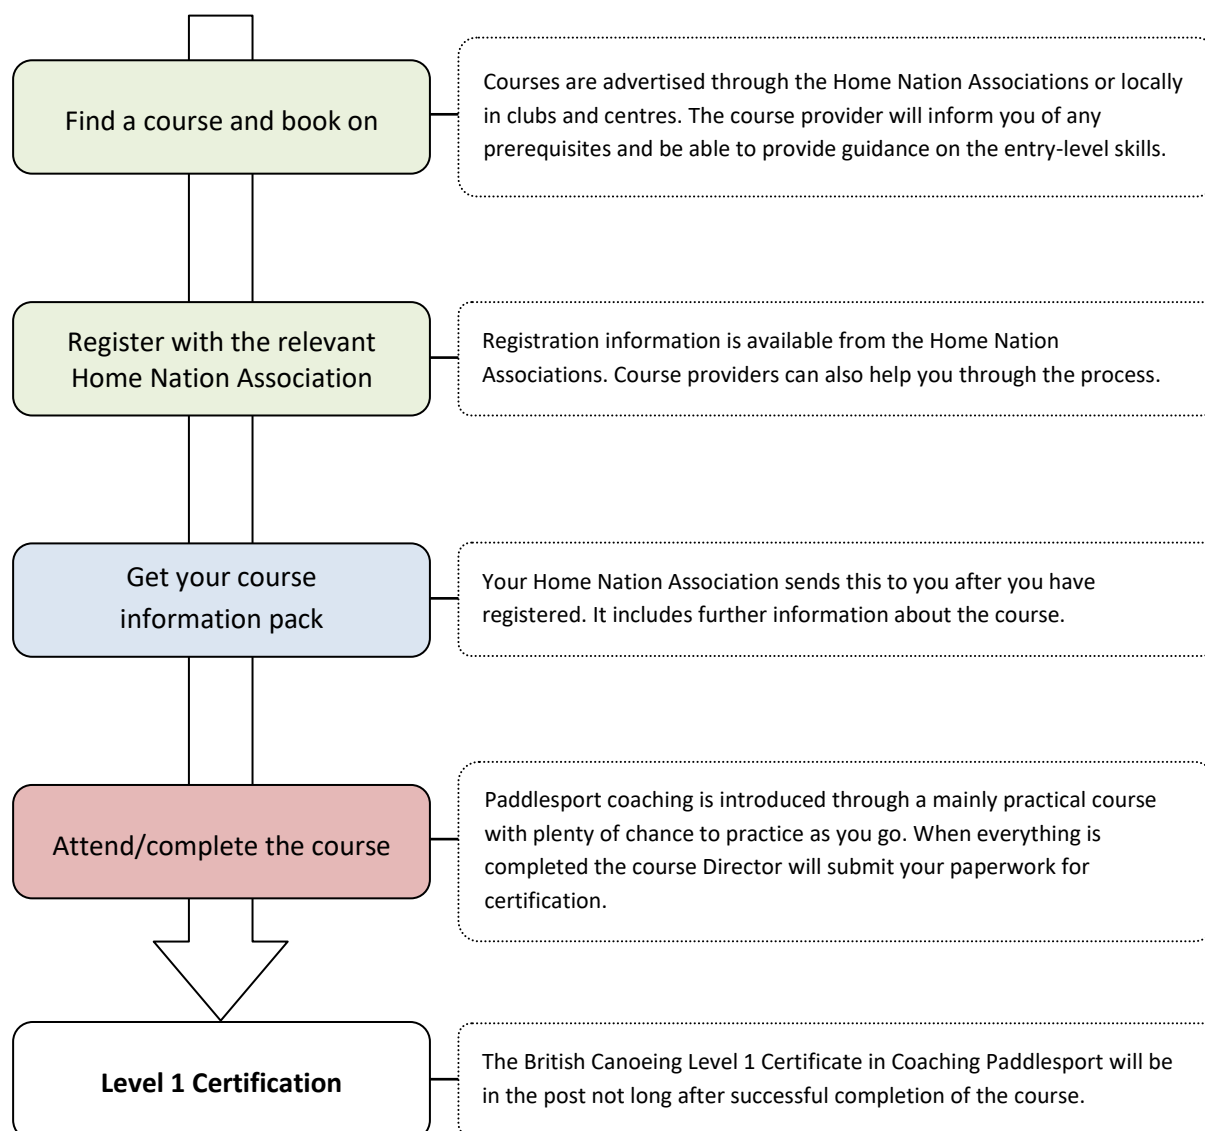 Find a course and book on
Courses are advertised through the Home Nation Associations or locally
in clubs and centres. The course provider will inform you of any
prerequisites and be able to provide guidance on the entry-level skills.
Register with the relevant
Home Nation Association
Registration information is available from the Home Nation
Associations. Course providers can also help you through the process.
Get your course
information pack
Your Home Nation Association sends this to you after you have
registered. It includes further information about the course.
Attend/complete the course
Paddlesport coaching is introduced through a mainly practical course
with plenty of chance to practice as you go. When everything is
completed the course Director will submit your paperwork for
certification.
Level 1 Certification
The British Canoeing Level 1 Certificate in Coaching Paddlesport will be
in the post not long after successful completion of the course.